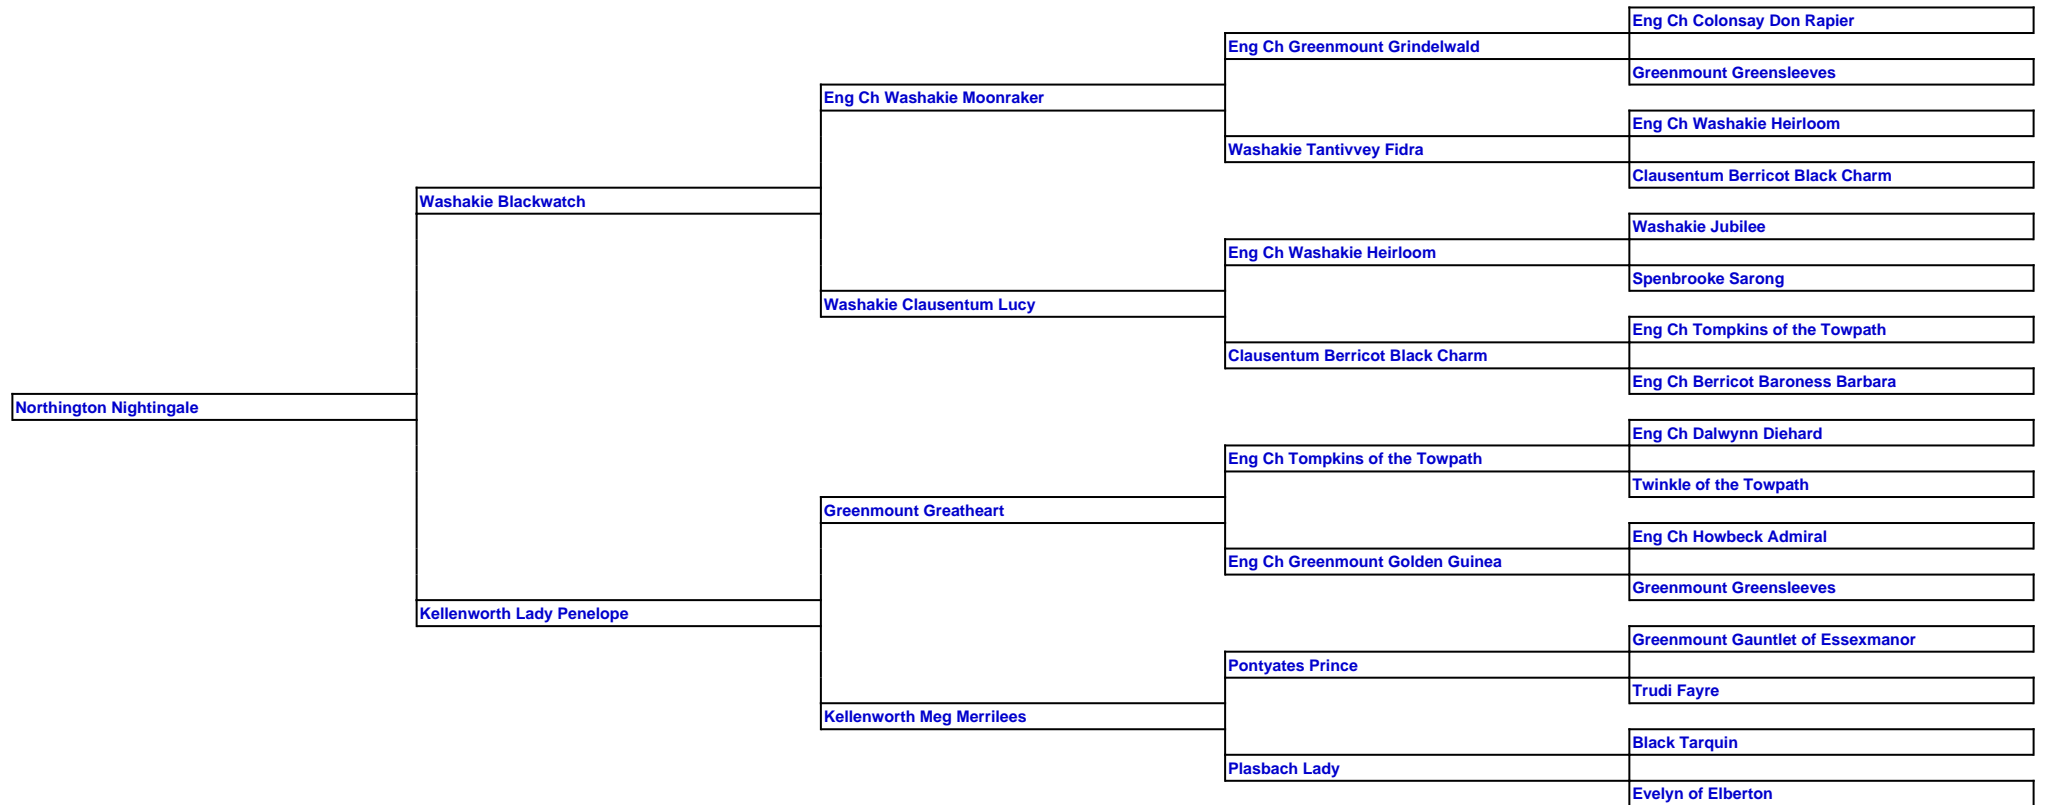 Eng Ch Colonsay Don Rapier
Eng Ch Greenmount Grindelwald
Greenmount Greensleeves
Eng Ch Washakie Moonraker
Eng Ch Washakie Heirloom
Washakie Tantivvey Fidra
Clausentum Berricot Black Charm
Washakie Blackwatch
Washakie Jubilee
Eng Ch Washakie Heirloom
Spenbrooke Sarong
Washakie Clausentum Lucy
Eng Ch Tompkins of the Towpath
Clausentum Berricot Black Charm
Eng Ch Berricot Baroness Barbara
Northington Nightingale
Eng Ch Dalwynn Diehard
Eng Ch Tompkins of the Towpath
Twinkle of the Towpath
Greenmount Greatheart
Eng Ch Howbeck Admiral
Eng Ch Greenmount Golden Guinea
Greenmount Greensleeves
Kellenworth Lady Penelope
Greenmount Gauntlet of Essexmanor
Pontyates Prince
Trudi Fayre
Kellenworth Meg Merrilees
Black Tarquin
Plasbach Lady
Evelyn of Elberton